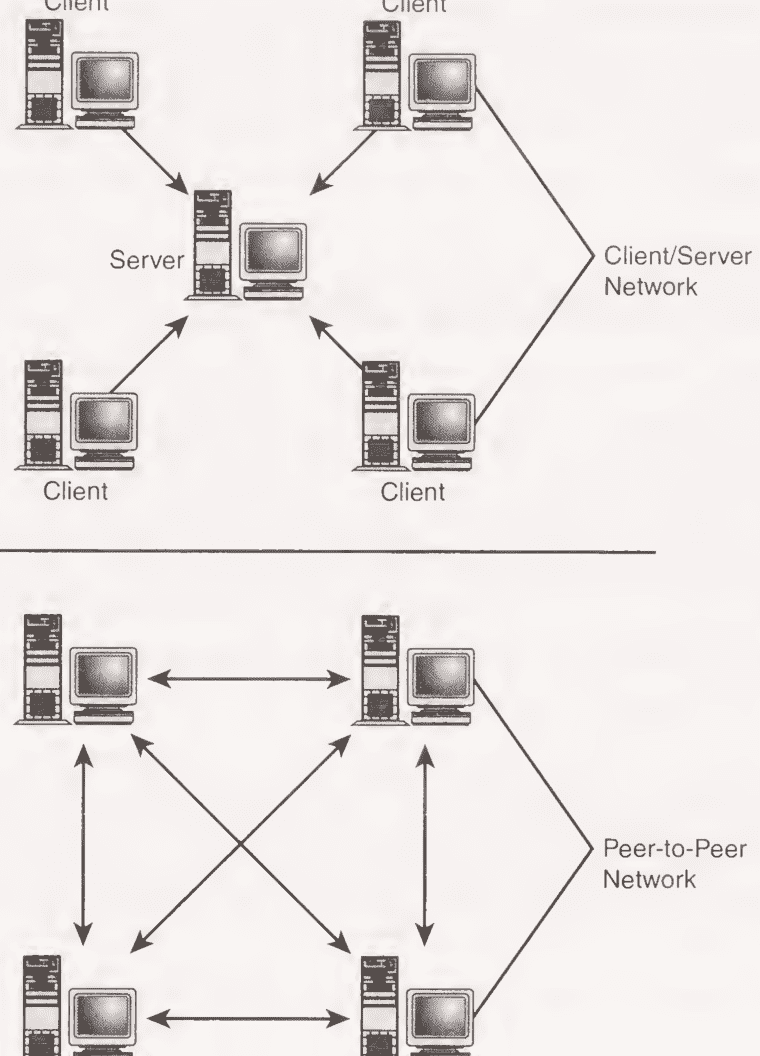 Client
Client
Server
Client/Server
Network
Client
Client
Peer-to-Peer
Network